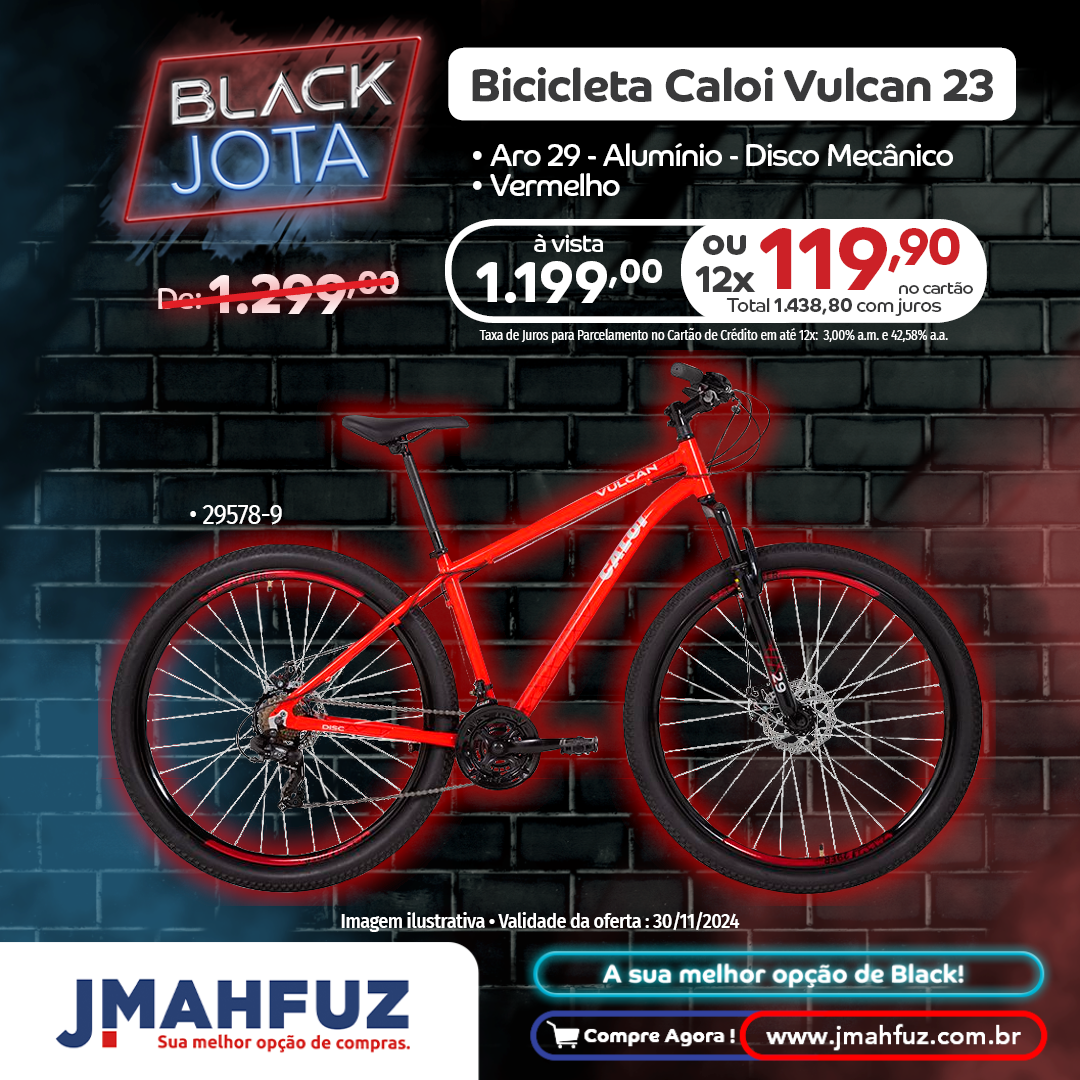 BLACK
JOTA
Bicicleta Caloi Vulcan 23
• Aro 29 - Alumínio - Disco Mecânico
• Vermelho
De: 1.299,00
à vista
1.199,00
ou
12x 119,90
no cartão
Total 1.438,80 com juros
Taxa de Juros para Parcelamento no Cartão de Crédito em até 12x: 3,00% a.m. e 42,58% a.a.
• 29578-9
VULCAN
CALOI
DISC
29
Imagem ilustrativa • Validade da oferta : 30/11/2024
JMAHFUZ
Sua melhor opção de compras.
A sua melhor opção de Black!
Compre Agora !
www.jmahfuz.com.br